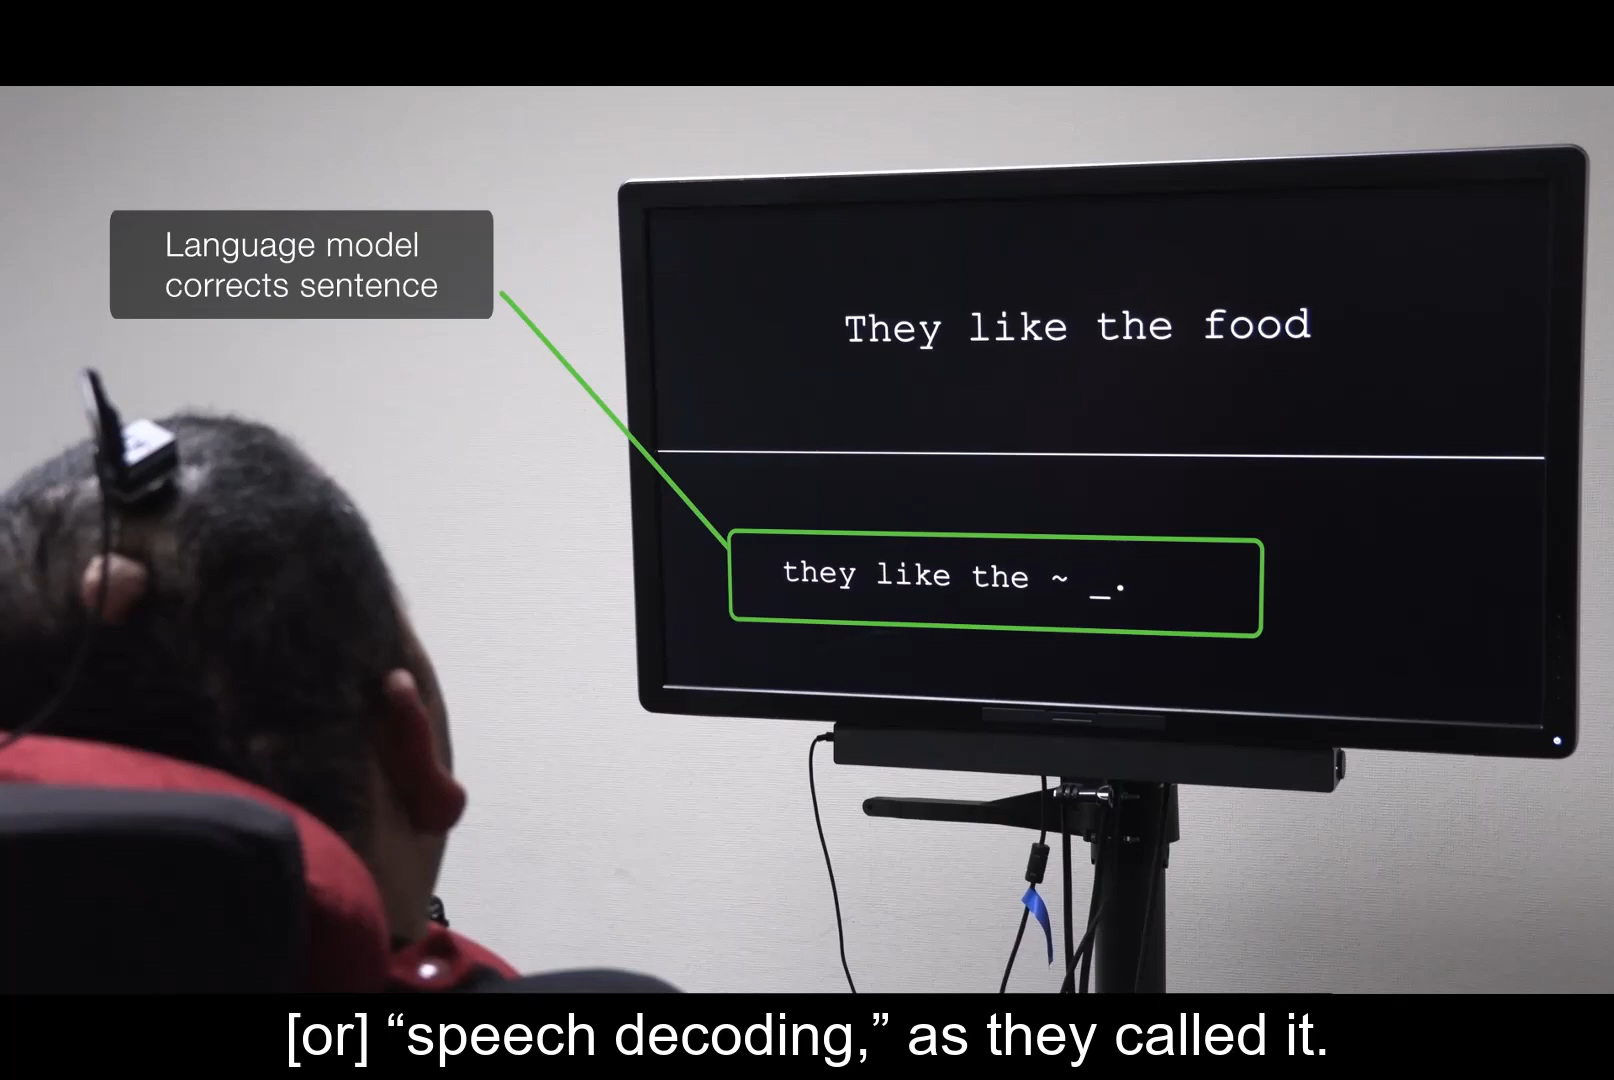 Language model
corrects sentence
They like the food
they like the ~ _.
[or] “speech decoding,” as they called it.